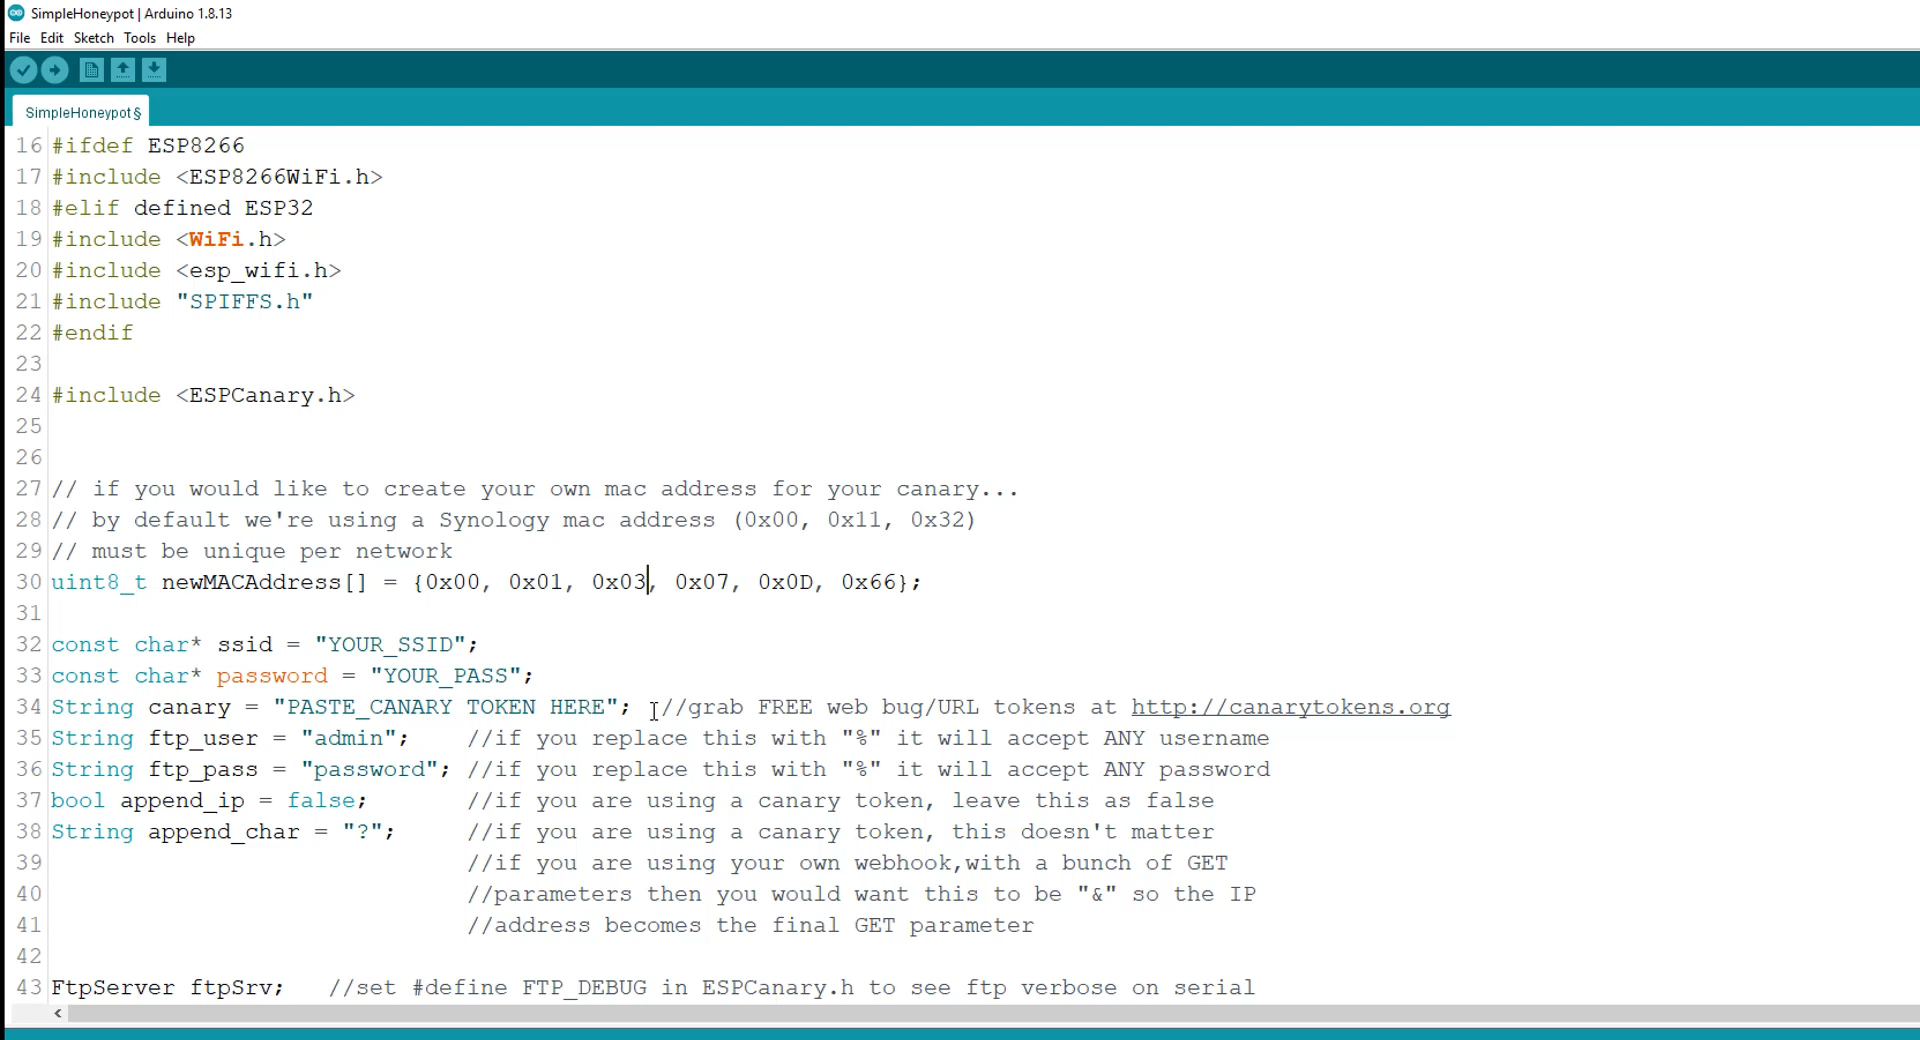 SimpleHoneypot | Arduino 1.8.13
File Edit Sketch Tools Help
SimpleHoneypot§
16 #ifdef ESP8266
17 #include <ESP8266WiFi.h>
18 #elif defined ESP32
19 #include <WiFi.h>
20 #include <esp_wifi.h>
21 #include "SPIFFS.h"
22 #endif
23
24 #include <ESPCanary.h>
25
26
27 // if you would like to create your own mac address for your canary...
28 // by default we're using a Synology mac address (0x00, 0x11, 0x32)
29 // must be unique per network
30 uint8_t newMACAddress[] = {0x00, 0x01, 0x03, 0x07, 0x0D, 0x66};
31
32 const char* ssid = "YOUR_SSID";
33 const char* password = "YOUR_PASS";
34 String canary = "PASTE_CANARY TOKEN HERE"; //grab FREE web bug/URL tokens at http://canarytokens.org
35 String ftp_user = "admin"; //if you replace this with "%" it will accept ANY username
36 String ftp_pass = "password"; //if you replace this with "%" it will accept ANY password
37 bool append_ip = false; //if you are using a canary token, leave this as false
38 String append_char = "?"; //if you are using a canary token, this doesn't matter
39 //if you are using your own webhook,with a bunch of GET
40 //parameters then you would want this to be "&" so the IP
41 //address becomes the final GET parameter
42
43 FtpServer ftpSrv; //set #define FTP_DEBUG in ESPCanary.h to see ftp verbose on serial